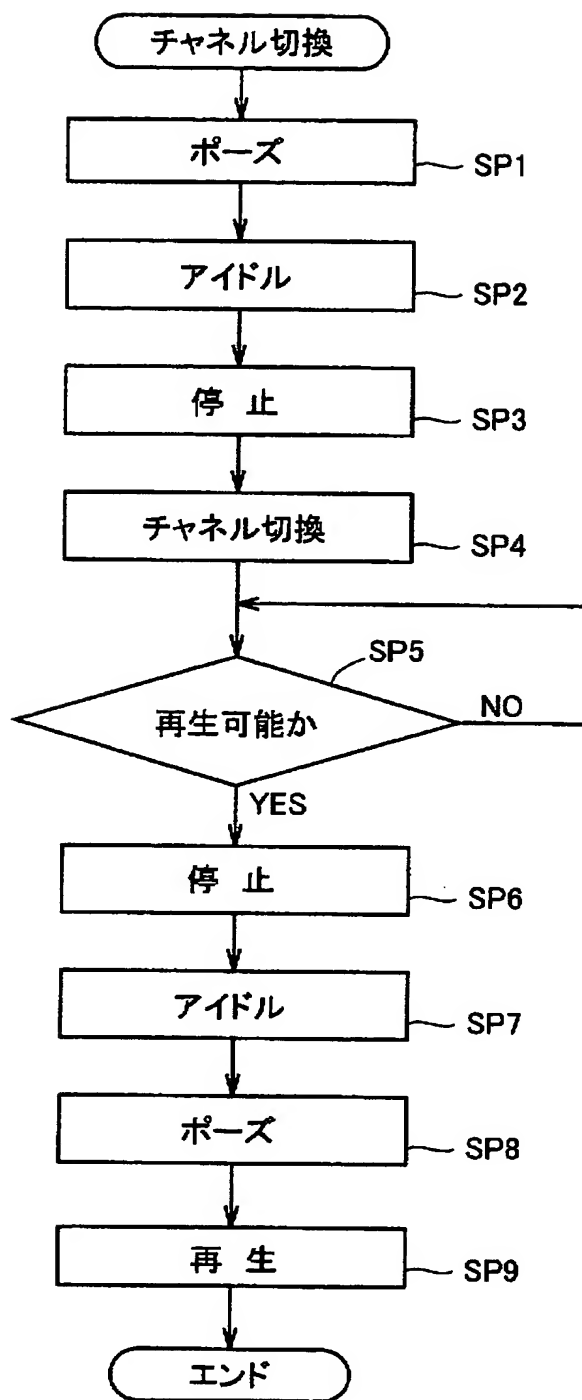 チャネル切換
ポーズ
SP1
アイドル
SP2
停 止
SP3
チャネル切換
SP4
SP5
再生可能か
NO
YES
停 止
SP6
アイドル
SP7
ポーズ
SP8
再 生
SP9
エンド